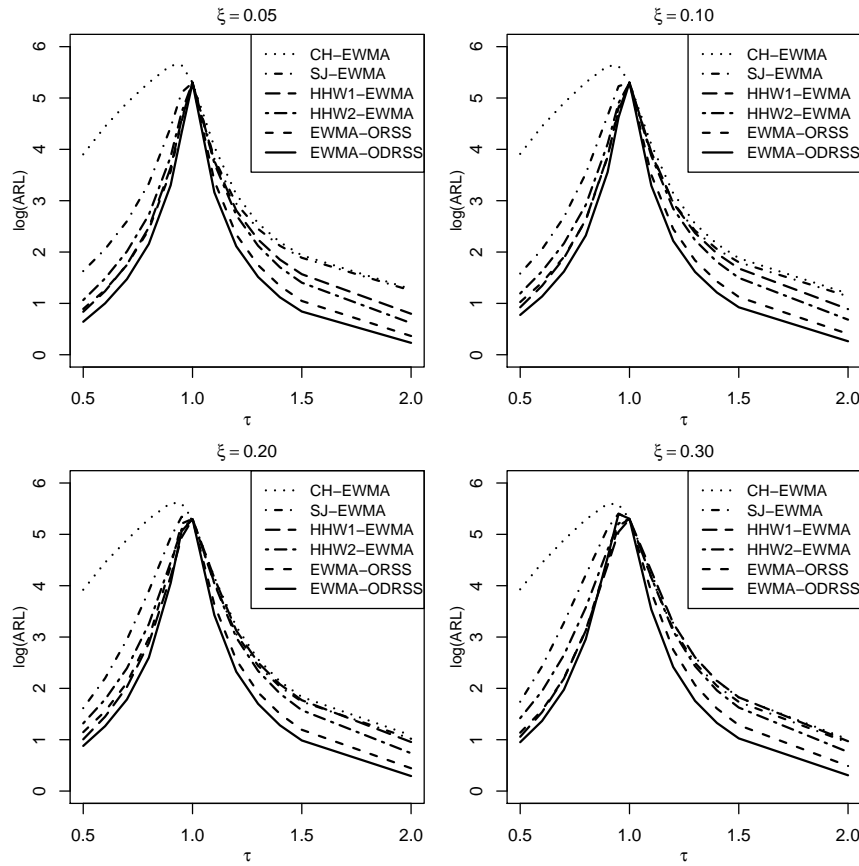 ξ = 0.05
log(ARL)
0
1
2
3
4
5
6
CH−EWMA
SJ−EWMA
HHW1−EWMA
HHW2−EWMA
EWMA−ORSS
EWMA−ODRSS
0.5
1.0
1.5
2.0
τ
ξ = 0.10
log(ARL)
0
1
2
3
4
5
6
CH−EWMA
SJ−EWMA
HHW1−EWMA
HHW2−EWMA
EWMA−ORSS
EWMA−ODRSS
0.5
1.0
1.5
2.0
τ
ξ = 0.20
log(ARL)
0
1
2
3
4
5
6
CH−EWMA
SJ−EWMA
HHW1−EWMA
HHW2−EWMA
EWMA−ORSS
EWMA−ODRSS
0.5
1.0
1.5
2.0
τ
ξ = 0.30
log(ARL)
0
1
2
3
4
5
6
CH−EWMA
SJ−EWMA
HHW1−EWMA
HHW2−EWMA
EWMA−ORSS
EWMA−ODRSS
0.5
1.0
1.5
2.0
τ